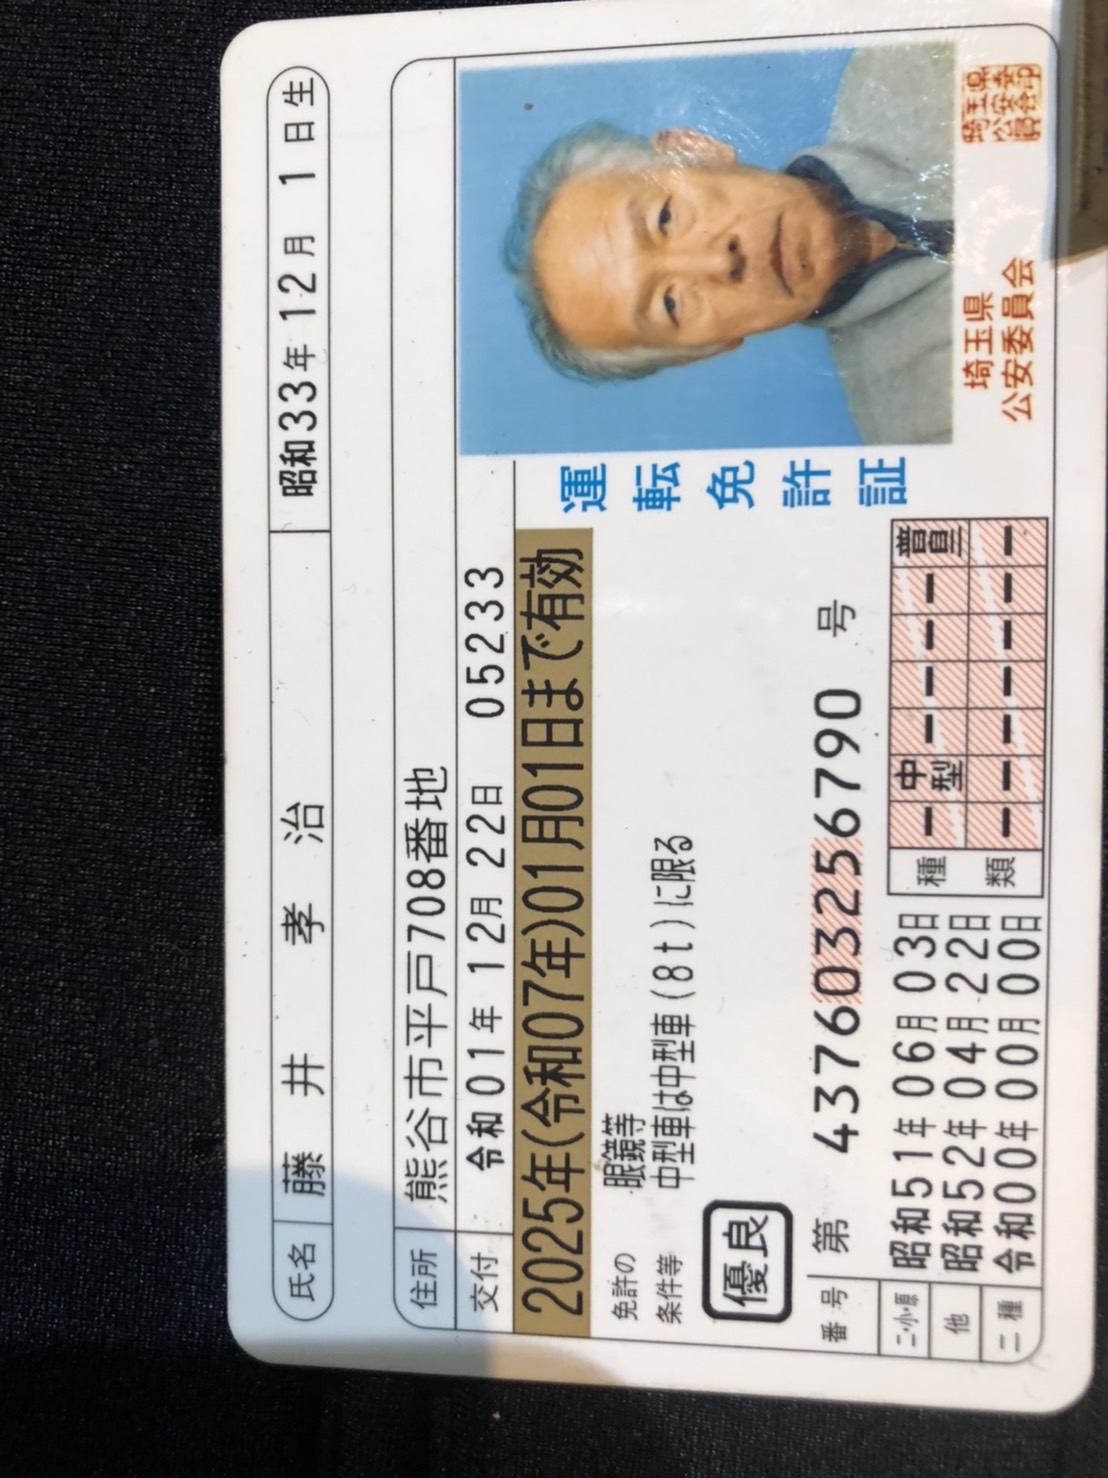 氏名 藤井 孝治 昭和33年12月 1日生
住所 熊谷市平戸708番地
交付 令和01年12月22日 05233
2025年(令和07年)01月01日まで有効
免許の
条件等
眼鏡等
中型車は中型車(8t)に限る
優良
番号 第 437603256790 号
二・小・原 昭和51年06月03日
他 昭和52年04月22日
二種 令和00年00月00日
種類
中型
普自二
運転免許証
埼玉県
公安委員会